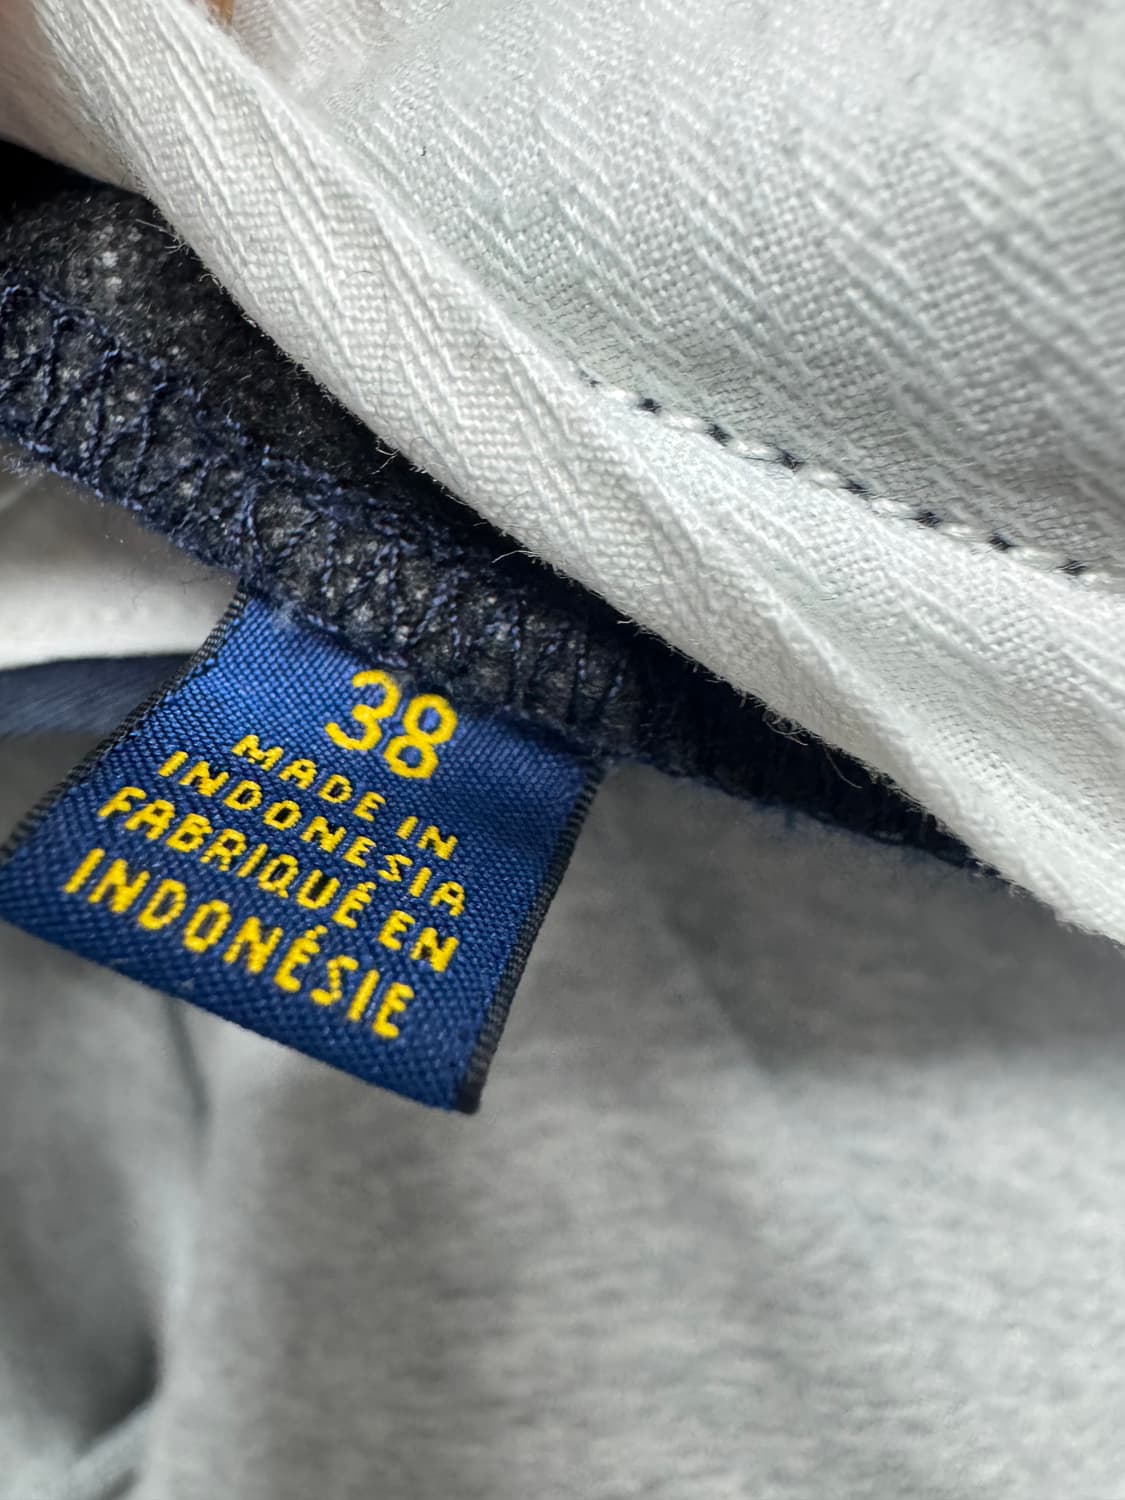 38
MADE IN
INDONESIA
FABRIQUÉ EN
INDONÉSIE